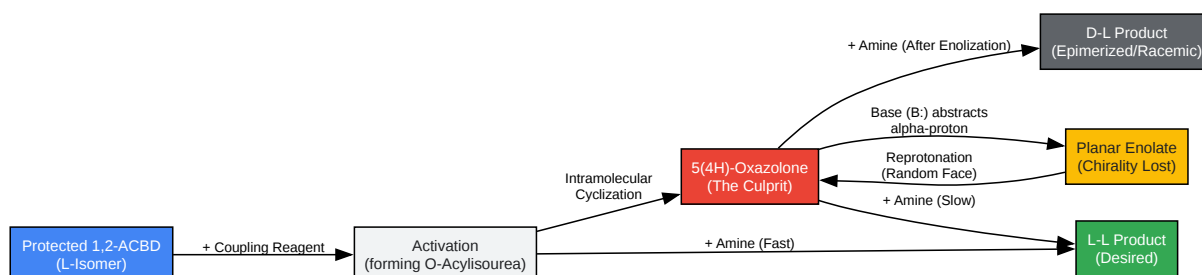 D-L Product
(Epimerized/Racemic)
+ Amine (After Enolization)
Base (B:) abstracts
alpha-proton
Planar Enolate
(Chirality Lost)
5(4H)-Oxazolone
(The Culprit)
Reprotonation
(Random Face)
Intramolecular
Cyclization
+ Amine (Slow)
Protected 1,2-ACBD
(L-Isomer)
+ Coupling Reagent
Activation
(forming O-Acylisourea)
+ Amine (Fast)
L-L Product
(Desired)